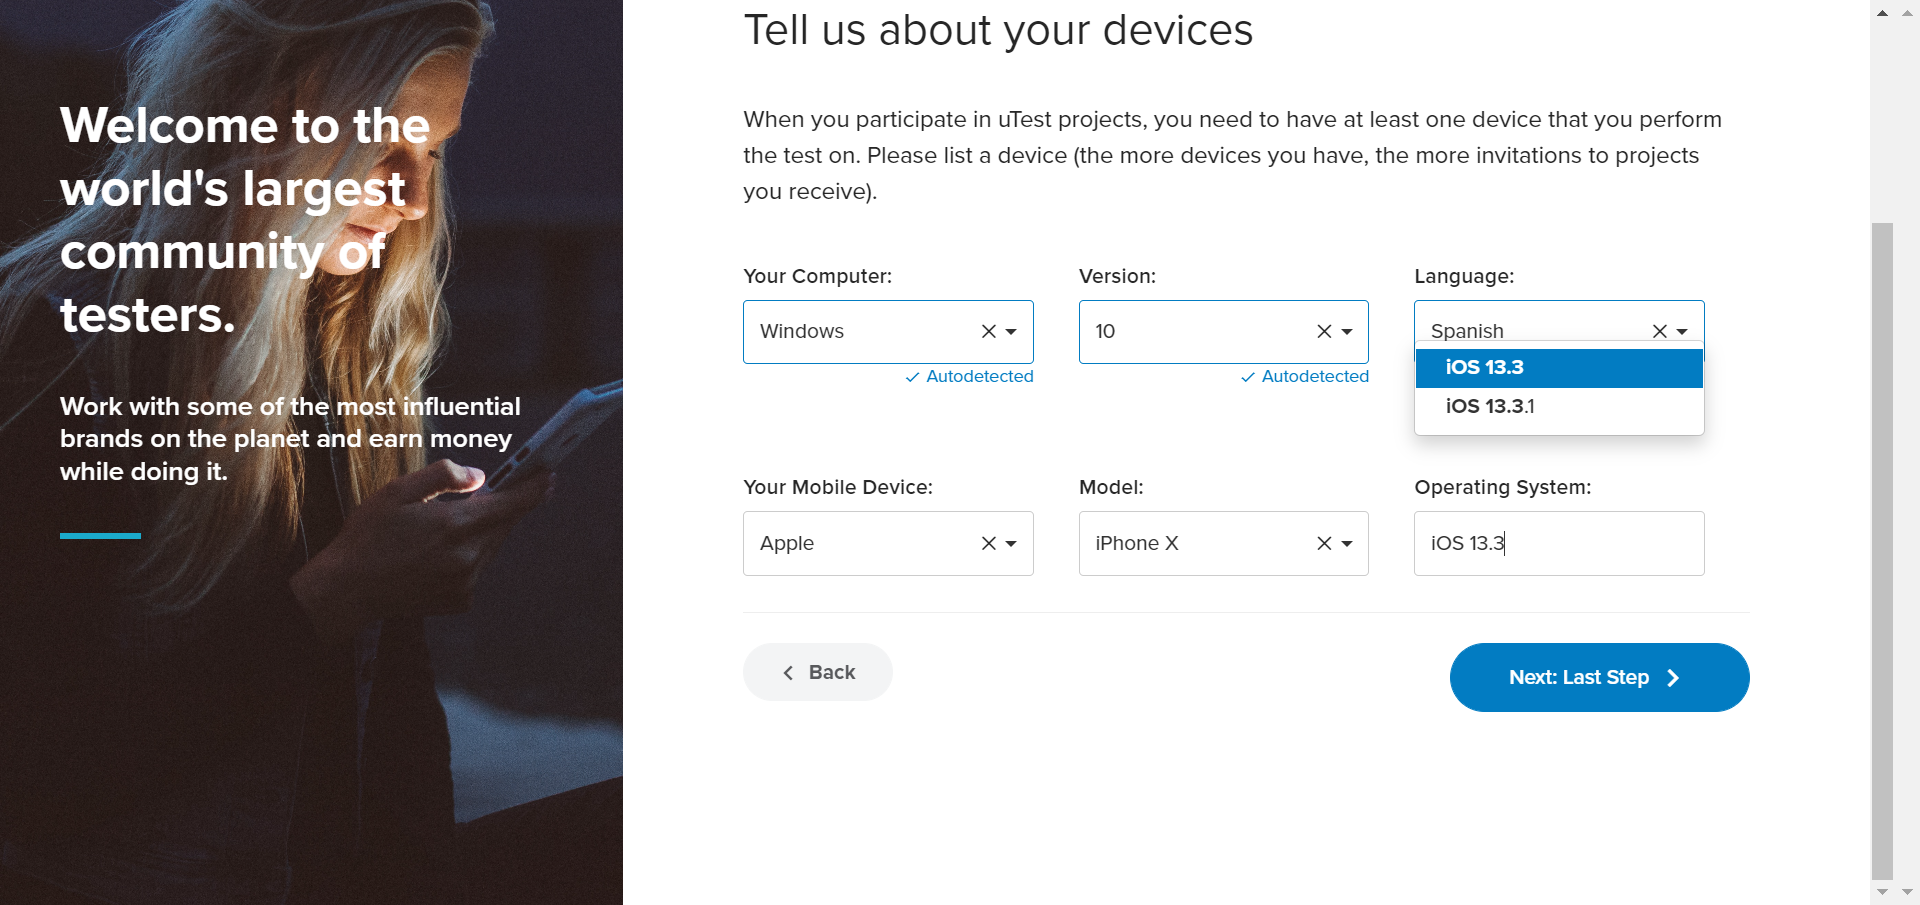 Welcome to the
world's largest
community of
testers.
Work with some of the most influential
brands on the planet and earn money
while doing it.
Tell us about your devices
When you participate in uTest projects, you need to have at least one device that you perform
the test on. Please list a device (the more devices you have, the more invitations to projects
you receive).
Your Computer:
Version:
Language:
Windows
10
Spanish
Autodetected
Autodetected
iOS 13.3
iOS 13.3.1
Your Mobile Device:
Model:
Operating System:
Apple
iPhone X
iOS 13.3
Back
Next: Last Step